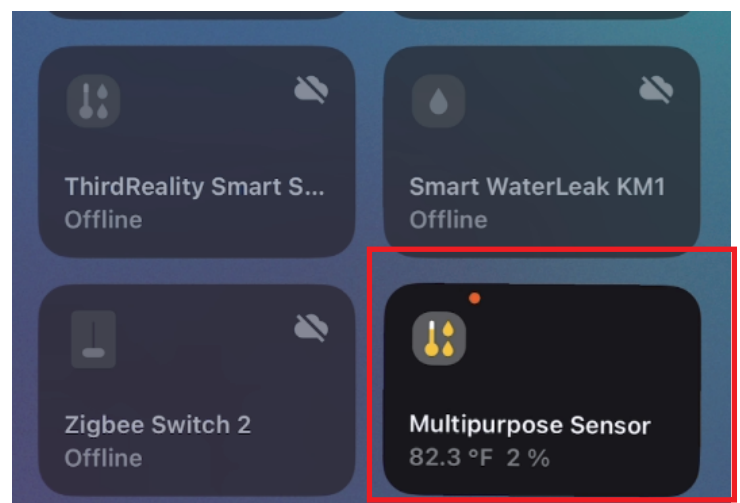 ThirdReality Smart S...
Offline
Smart WaterLeak KM1
Offline
Zigbee Switch 2
Offline
Multipurpose Sensor
82.3 °F 2 %